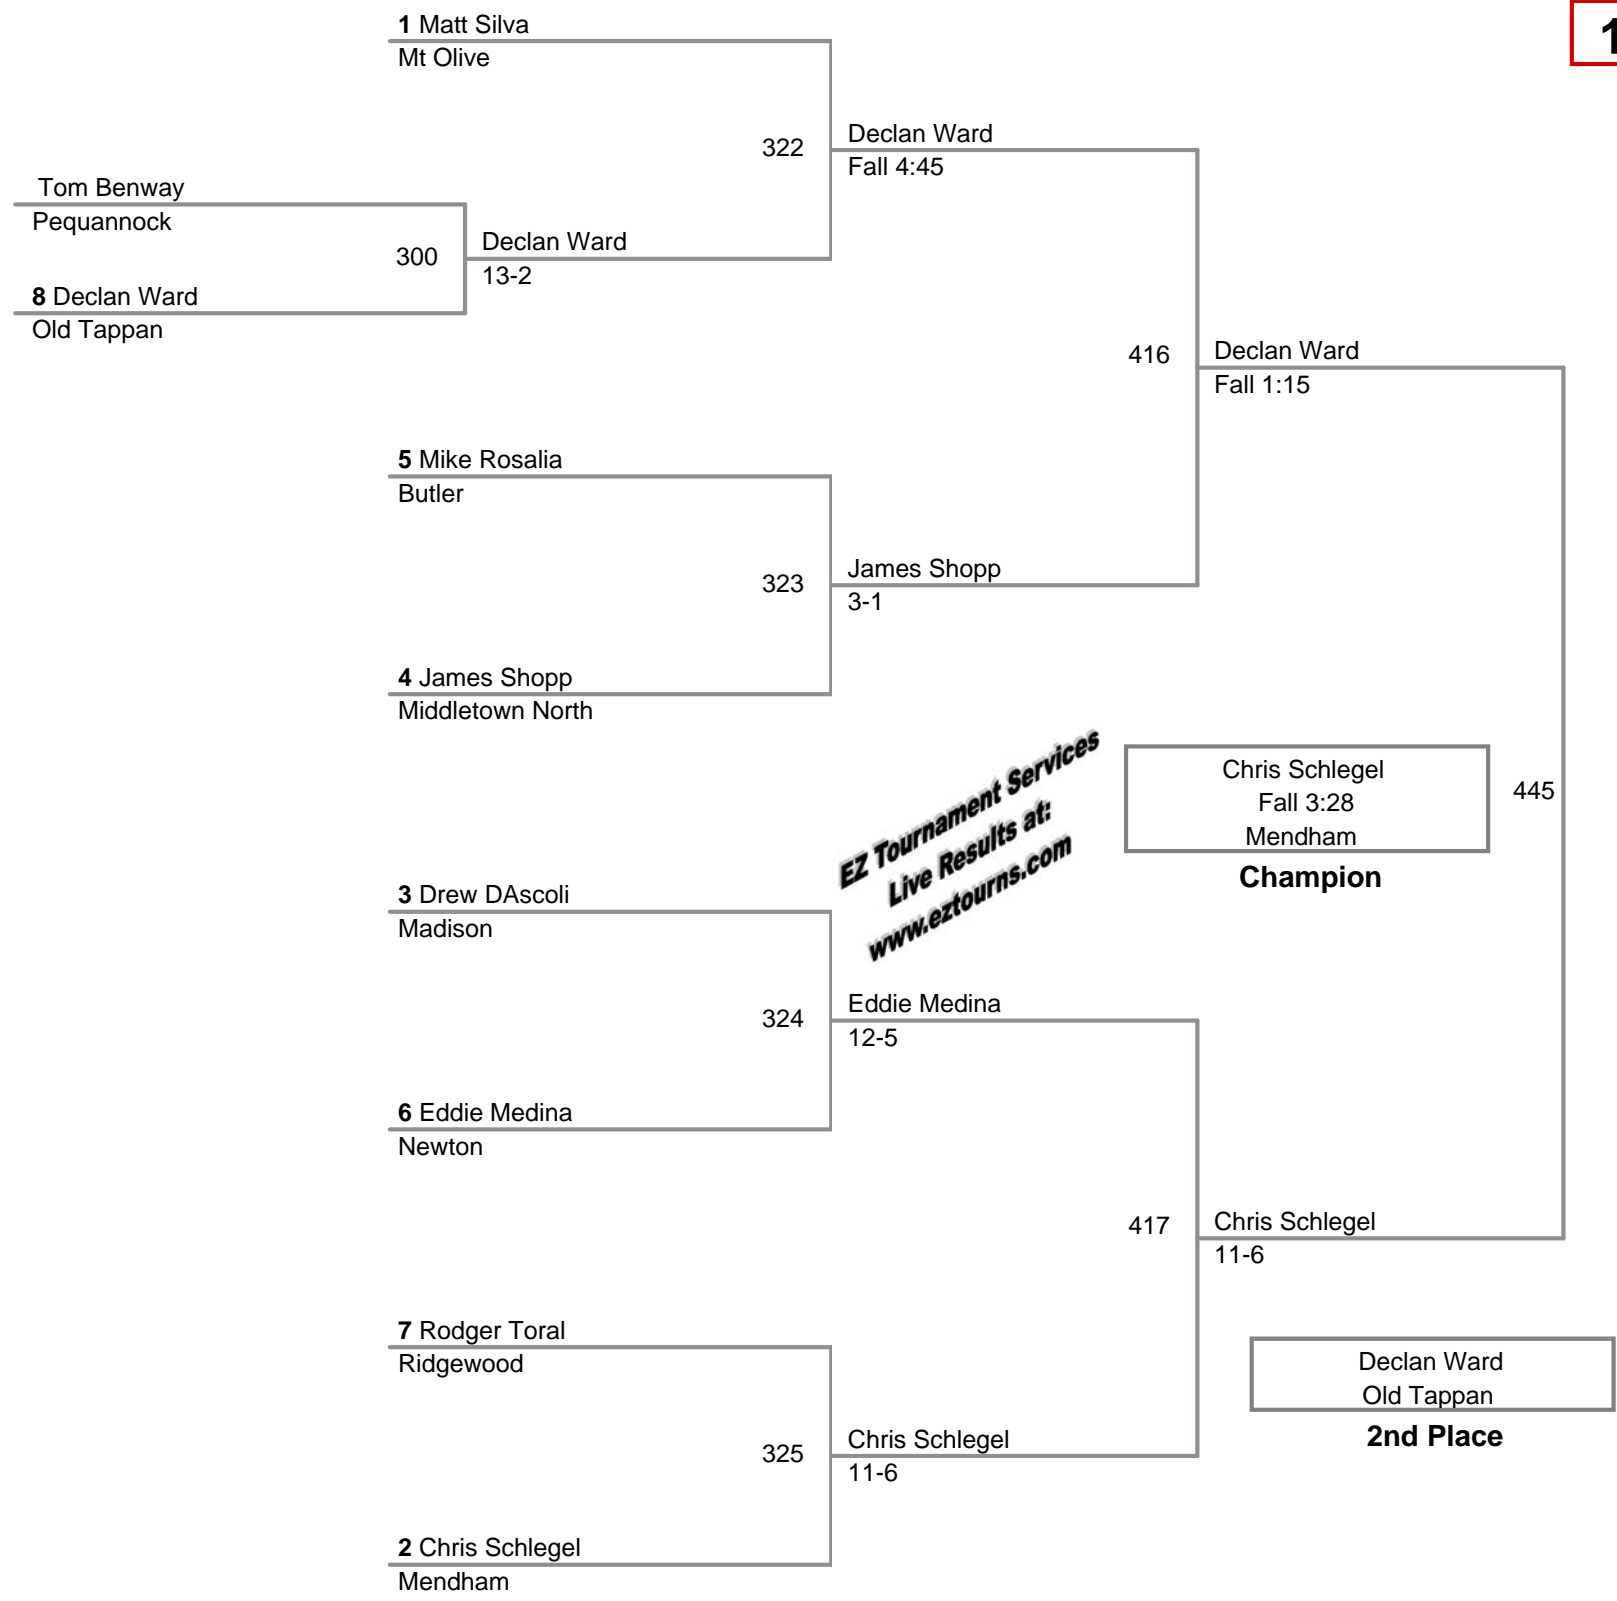 1 Matt Silva
Mt Olive
1
322
Declan Ward
Fall 4:45
Tom Benway
Pequannock
300
Declan Ward
13-2
8 Declan Ward
Old Tappan
416
Declan Ward
Fall 1:15
5 Mike Rosalia
Butler
323
James Shopp
3-1
4 James Shopp
Middletown North
EZ Tournament Services
Live Results at:
www.eztourns.com
Chris Schlegel
Fall 3:28
Mendham
Champion
445
3 Drew DAscoli
Madison
324
Eddie Medina
12-5
6 Eddie Medina
Newton
417
Chris Schlegel
11-6
7 Rodger Toral
Ridgewood
Declan Ward
Old Tappan
2nd Place
325
Chris Schlegel
11-6
2 Chris Schlegel
Mendham